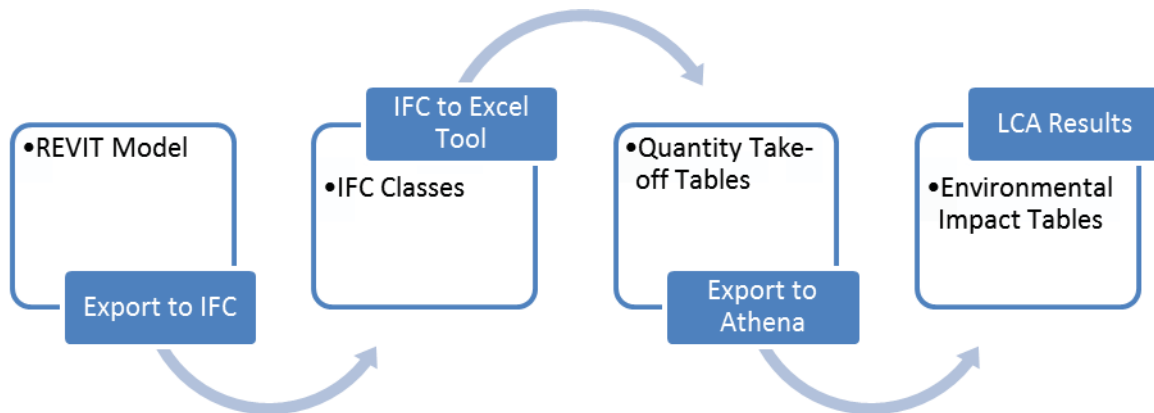 •REVIT Model
Export to IFC
IFC to Excel
Tool
•IFC Classes
•Quantity Take-
off Tables
Export to
Athena
LCA Results
•Environmental
Impact Tables